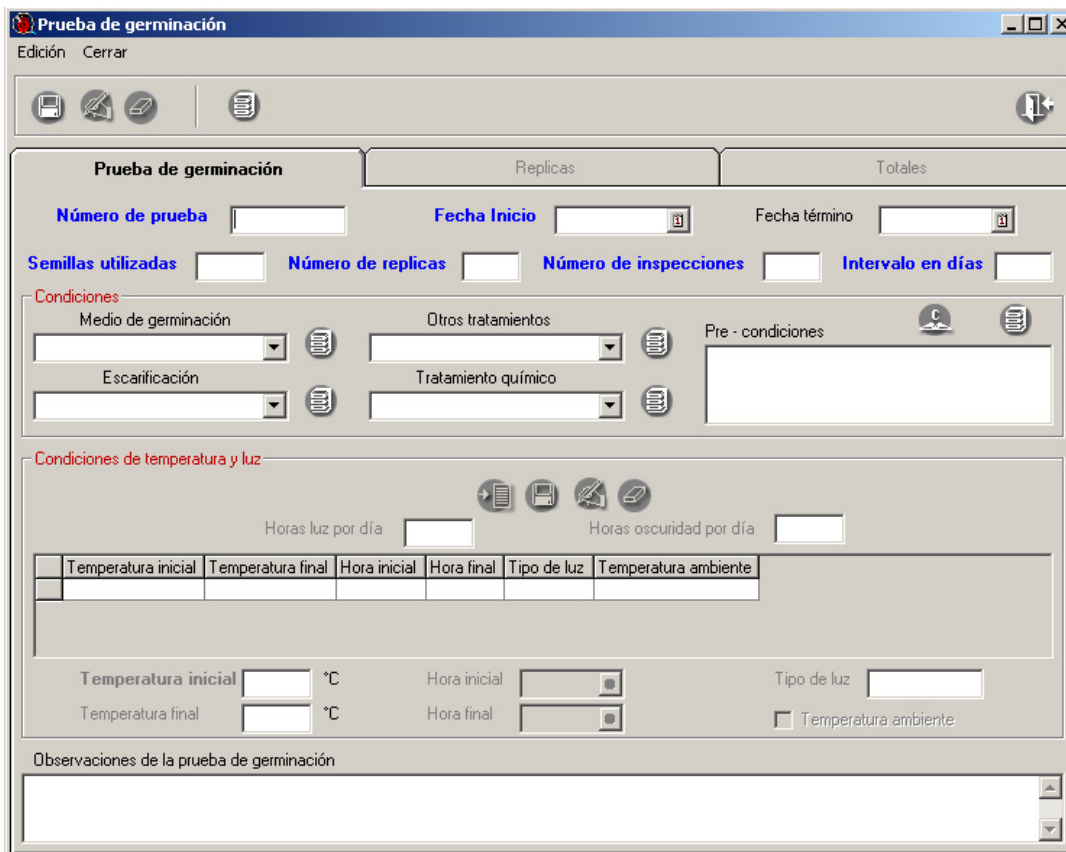 Prueba de germinación
Edición Cerrar
Prueba de germinación Replicas Totales
Número de prueba Fecha Inicio Fecha término
Semillas utilizadas Número de replicas Número de inspecciones Intervalo en días
Condiciones
Medio de germinación Otros tratamientos Pre - condiciones
C
Escarificación Tratamiento químico
Condiciones de temperatura y luz
Horas luz por día Horas oscuridad por día
Temperatura inicial Temperatura final Hora inicial Hora final Tipo de luz Temperatura ambiente
Temperatura inicial °C Hora inicial Tipo de luz
Temperatura final °C Hora final Temperatura ambiente
Observaciones de la prueba de germinación